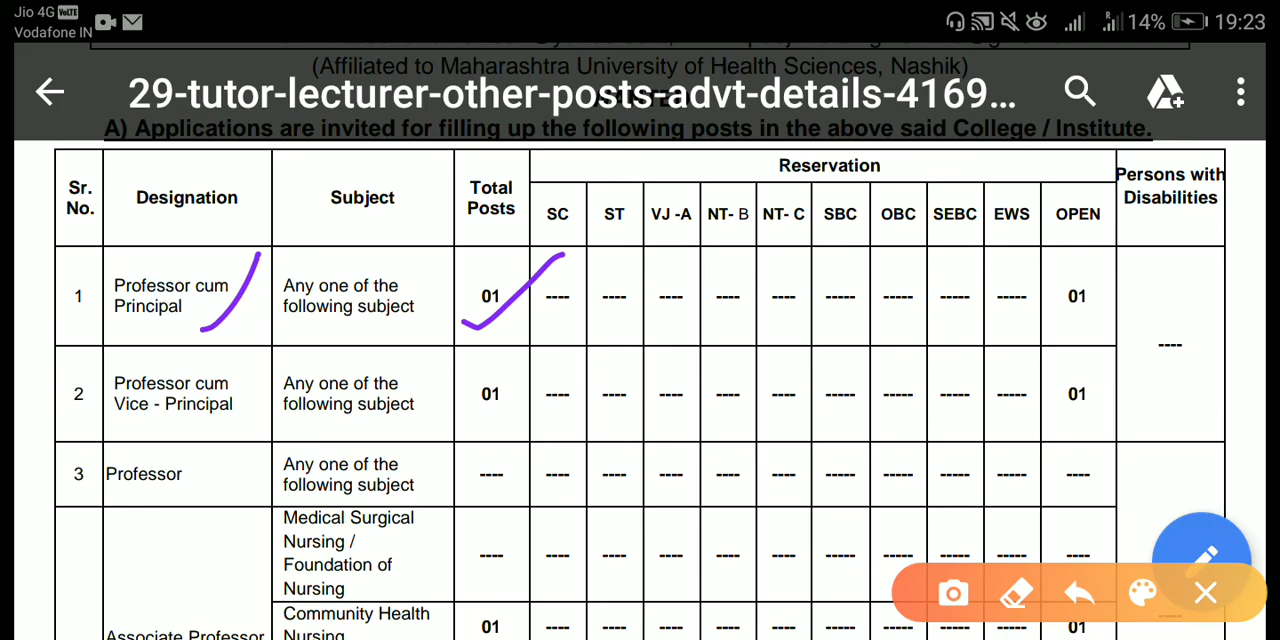 Jio 4G VoLTE
Vodafone IN
14% 19:23
(Affiliated to Maharashtra University of Health Sciences, Nashik)
29-tutor-lecturer-other-posts-advt-details-4169...
A) Applications are invited for filling up the following posts in the above said College / Institute.
Sr. No. Designation Subject Total Posts Reservation Persons with Disabilities
SC ST VJ -A NT- B NT- C SBC OBC SEBC EWS OPEN
1 Professor cum Principal Any one of the following subject 01 ---- ---- ---- ---- ---- ---- ----- ----- ----- 01 ----
2 Professor cum Vice - Principal Any one of the following subject 01 ---- ---- ---- ---- ---- ---- ----- ----- ----- 01
3 Professor Any one of the following subject ---- ---- ---- ---- ---- ---- ---- ----- ----- ----- ----
Medical Surgical Nursing / Foundation of Nursing ---- ---- ---- ---- ---- ---- ---- ----- ----- ----- ----
Associate Professor Community Health Nursing 01 ---- ---- ---- ---- ---- ---- 01